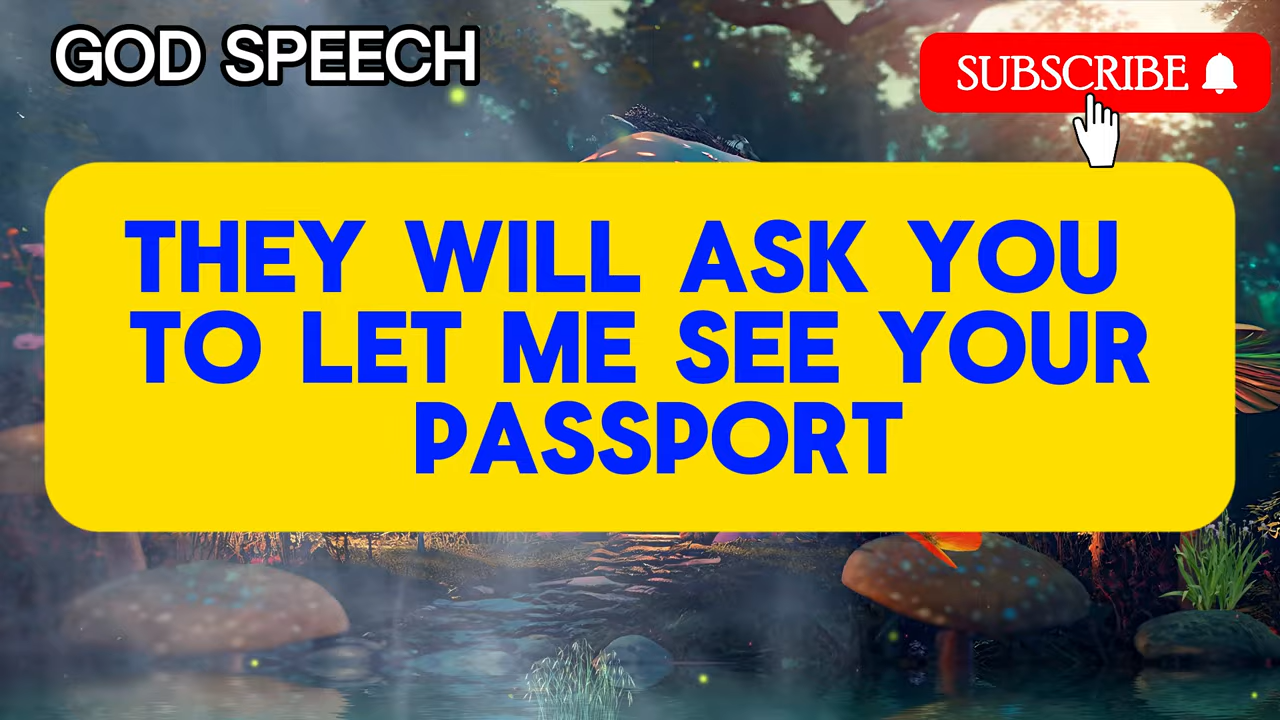 GOD SPEECH
SUBSCRIBE
THEY WILL ASK YOU
TO LET ME SEE YOUR
PASSPORT